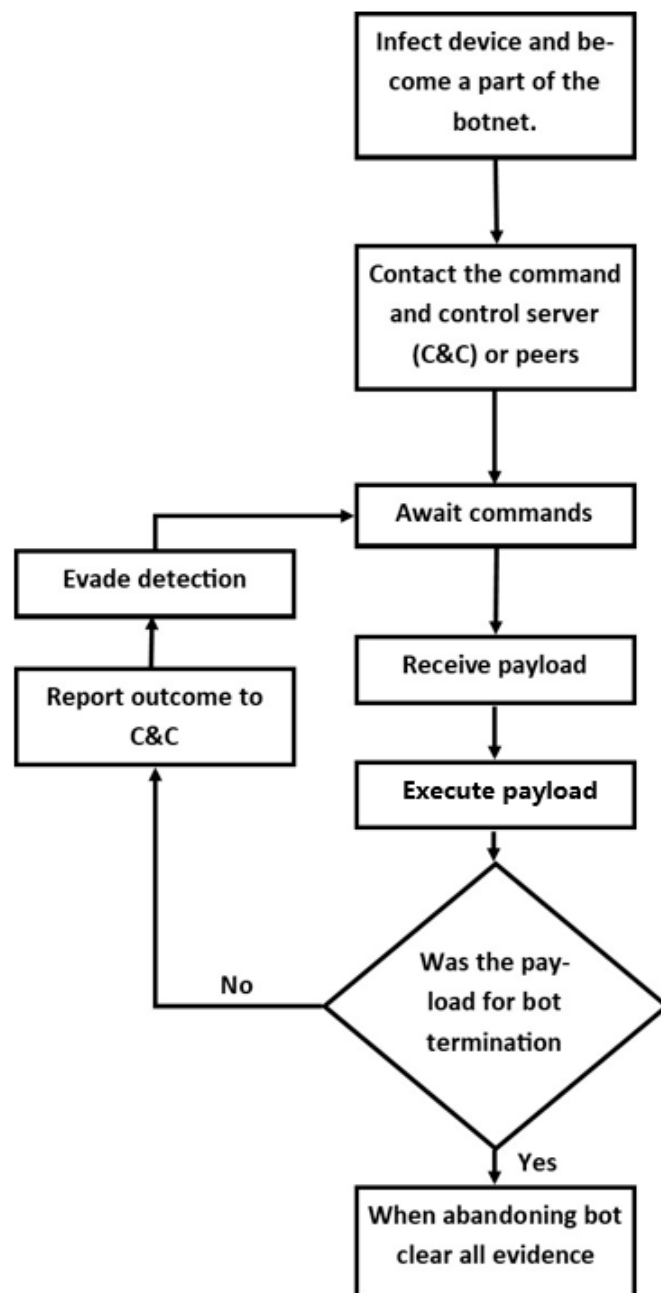 Infect device and be-
come a part of the
botnet.
Contact the command
and control server
(C&C) or peers
Await commands
Evade detection
Receive payload
Report outcome to
C&C
Execute payload
Was the pay-
load for bot
termination
No
Yes
When abandoning bot
clear all evidence